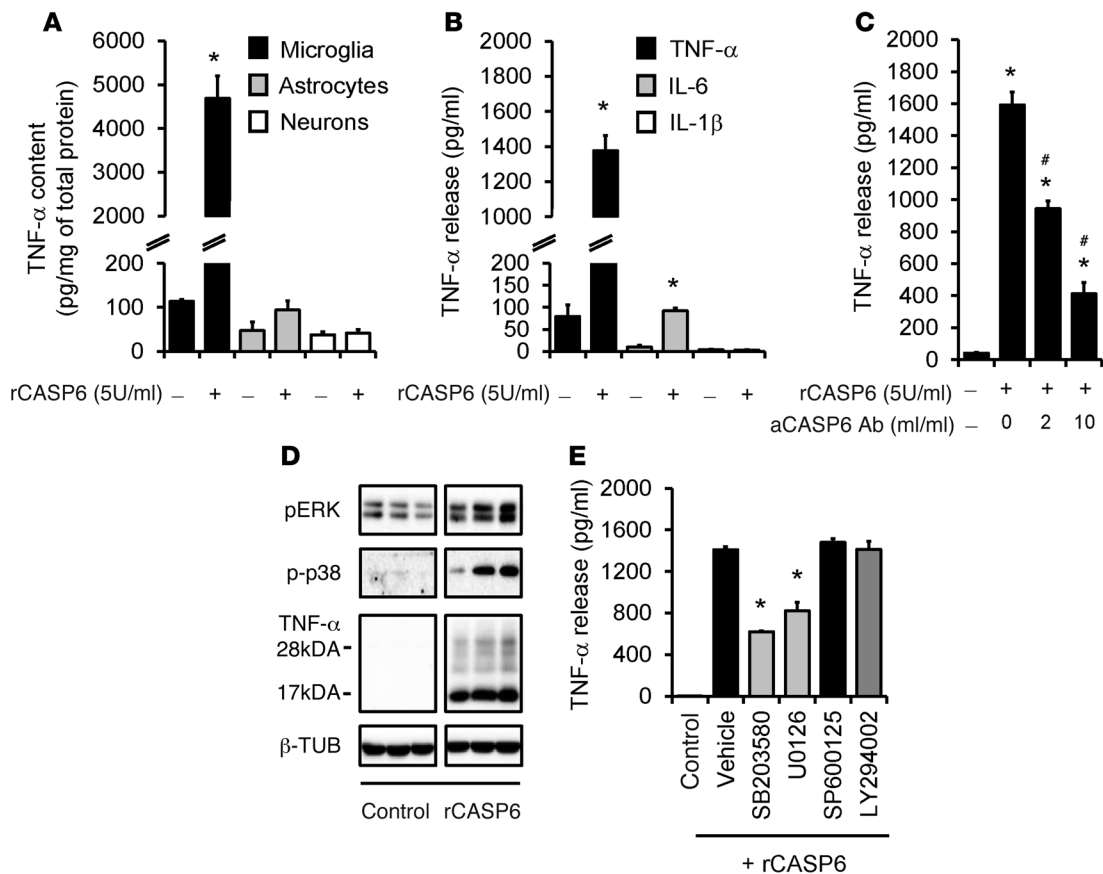 A
TNF-α content
(pg/mg of total protein)
6000
5000
4000
3000
2000
200
100
0
*
Microglia
Astrocytes
Neurons
rCASP6 (5U/ml) – + – + – +
B
TNF-α release (pg/ml)
2000
1800
1600
1400
1200
1000
200
150
100
50
0
*
*
TNF-α
IL-6
IL-1β
rCASP6 (5U/ml) – + – + – +
C
TNF-α release (pg/ml)
2000
1800
1600
1400
1200
1000
800
600
400
200
0
*
#
*
#
*
rCASP6 (5U/ml) – + + +
aCASP6 Ab (ml/ml) – 0 2 10
D
pERK
p-p38
TNF-α
28kDA
17kDA
β-TUB
Control rCASP6
E
TNF-α release (pg/ml)
2000
1600
1200
800
400
0
*
*
Control
Vehicle
SB203580
U0126
SP600125
LY294002
+ rCASP6